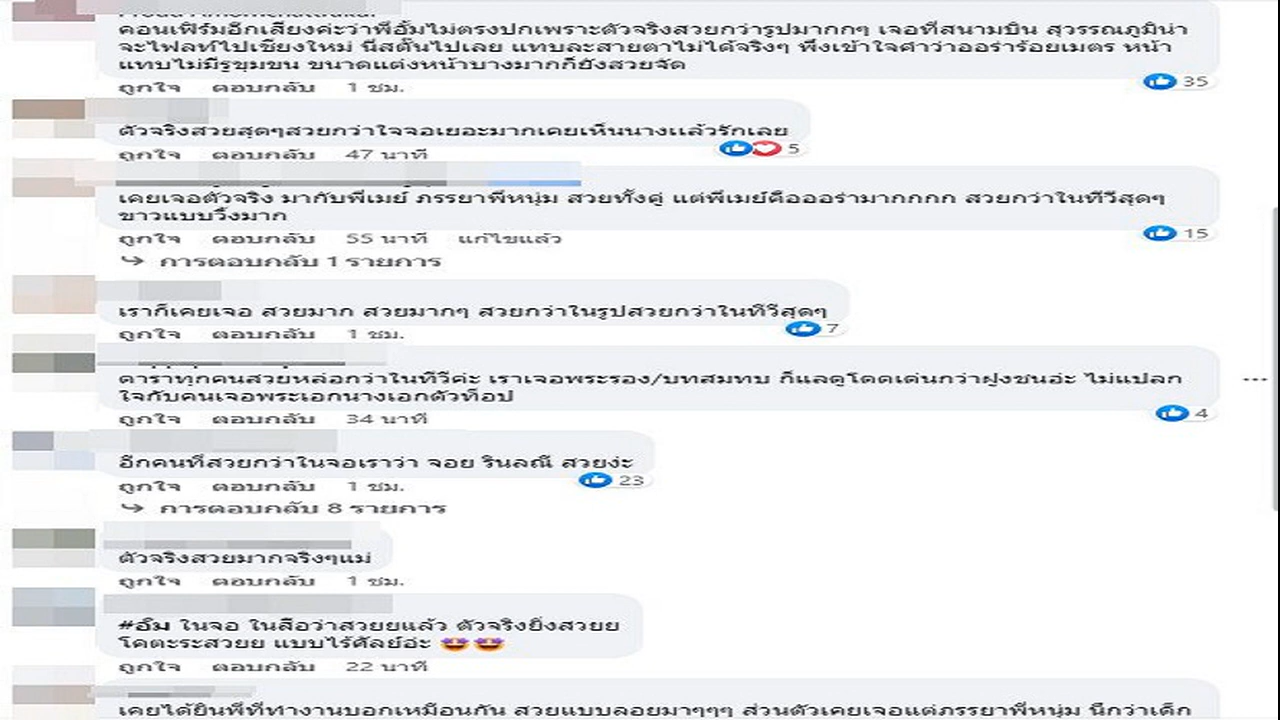 คอนเฟิร์มอีกเสียงค่ะว่าพี่อั้มไม่ตรงปกเพราะตัวจริงสวยกว่ารูปมากกๆ เจอที่สนามบิน สุวรรณภูมิน่า
จะไฟลท์ไปเชียงใหม่ นี่สตั๊นไปเลย แทบละสายตาไม่ได้จริงๆ พึ่งเข้าใจคำว่าออร่าร้อยเมตร หน้า
แทบไม่มีรูขุมขน ขนาดแต่งหน้าบางมากก็ยังสวยจัด
ถูกใจ ตอบกลับ 1 ชม. 35
ตัวจริงสวยสุดๆสวยกว่าใจจอเยอะมากเคยเห็นนางแล้วรักเลย
ถูกใจ ตอบกลับ 47 นาที 5
เคยเจอตัวจริง มากับพี่เมย์ ภรรยาพี่หนุ่ม สวยทั้งคู่ แต่พี่เมย์คือออร่ามากกกก สวยกว่าในทีวีสุดๆ
ขาวแบบวิ้งมาก
ถูกใจ ตอบกลับ 55 นาที แก้ไขแล้ว 15
การตอบกลับ 1 รายการ
เราก็เคยเจอ สวยมาก สวยมากๆ สวยกว่าในรูปสวยกว่าในทีวีสุดๆ
ถูกใจ ตอบกลับ 1 ชม. 7
ดาราทุกคนสวยหล่อกว่าในทีวีค่ะ เราเจอพระรอง/บทสมทบ ก็แลดูโดดเด่นกว่าฝูงชนอ่ะ ไม่แปลก
ใจกับคนเจอพระเอกนางเอกตัวท็อป
ถูกใจ ตอบกลับ 34 นาที 4
อีกคนที่สวยกว่าในจอเราว่า จอย รินลณี สวยง่ะ
ถูกใจ ตอบกลับ 1 ชม. 23
การตอบกลับ 8 รายการ
ตัวจริงสวยมากจริงๆแม่
ถูกใจ ตอบกลับ 1 ชม.
#อั้ม ในจอ ในสื่อว่าสวยยแล้ว ตัวจริงยิ่งสวยย
โคตะระสวยย แบบไร้ศัลย์อ่ะ 🤩🤩
ถูกใจ ตอบกลับ 22 นาที
เคยได้ยินพี่ที่ทำงานบอกเหมือนกัน สวยแบบลอยมาๆๆๆ ส่วนตัวเคยเจอแต่ภรรยาพี่หนุ่ม นึกว่าเด็ก